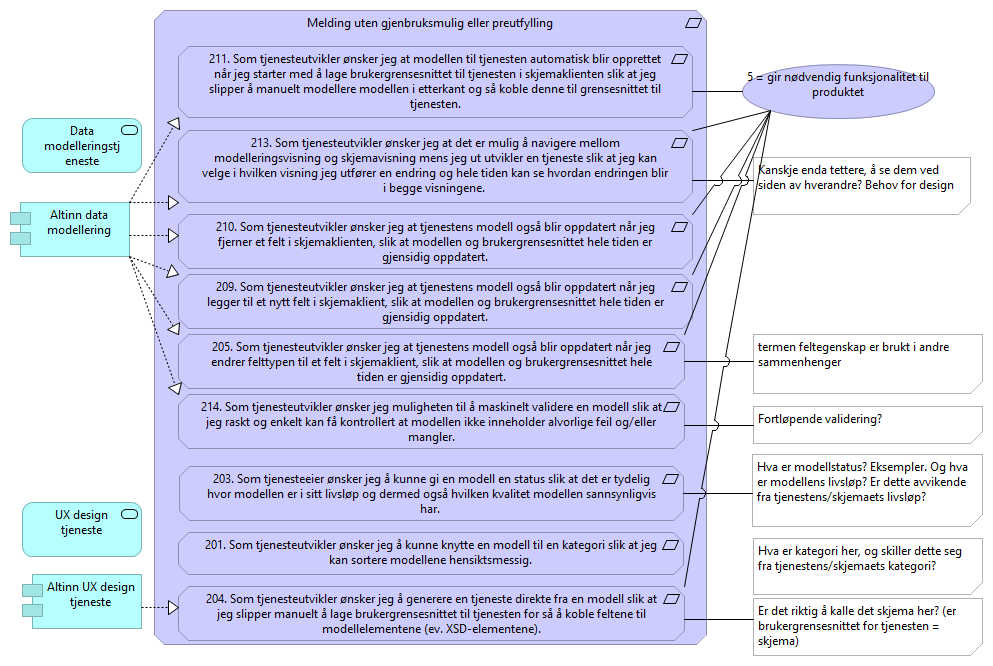 Melding uten gjenbruksmulig eller preutfylling
211. Som tjenesteutvikler ønsker jeg at modellen til tjenesten automatisk blir opprettet
når jeg starter med å lage brukergrensesnittet til tjenesten i skjemaklienten slik at jeg
slipper å manuelt modellere modellen i etterkant og så koble denne til grensesnittet til
tjenesten.
5 = gir nødvendig funksjonalitet til
produktet
Data
modelleringstj
eneste
213. Som tjenesteutvikler ønsker jeg at det er mulig å navigere mellom
modelleringsvisning og skjemavisning mens jeg ut utvikler en tjeneste slik at jeg kan
velge i hvilken visning jeg utfører en endring og hele tiden kan se hvordan endringen blir
i begge visningene.
Kanskje enda tettere, å se dem ved
siden av hverandre? Behov for design
Altinn data
modellering
210. Som tjenesteutvikler ønsker jeg at tjenestens modell også blir oppdatert når jeg
fjerner et felt i skjemaklienten, slik at modellen og brukergrensesnittet hele tiden er
gjensidig oppdatert.
209. Som tjenesteutvikler ønsker jeg at tjenestens modell også blir oppdatert når jeg
legger til et nytt felt i skjemaklient, slik at modellen og brukergrensesnittet hele tiden er
gjensidig oppdatert.
205. Som tjenesteutvikler ønsker jeg at tjenestens modell også blir oppdatert når jeg
endrer felttypen til et felt i skjemaklient, slik at modellen og brukergrensesnittet hele
tiden er gjensidig oppdatert.
termen feltegenskap er brukt i andre
sammenhenger
214. Som tjenesteutvikler ønsker jeg muligheten til å maskinelt validere en modell slik at
jeg raskt og enkelt kan få kontrollert at modellen ikke inneholder alvorlige feil og/eller
mangler.
Fortløpende validering?
203. Som tjenesteeier ønsker jeg å kunne gi en modell en status slik at det er tydelig
hvor modellen er i sitt livsløp og dermed også hvilken kvalitet modellen sannsynligvis
har.
Hva er modellstatus? Eksempler. Og hva
er modellens livsløp? Er dette avvikende
fra tjenestens/skjemaets livsløp?
UX design
tjeneste
201. Som tjenesteutvikler ønsker jeg å kunne knytte en modell til en kategori slik at jeg
kan sortere modellene hensiktsmessig.
Hva er kategori her, og skiller dette seg
fra tjenestens/skjemaets kategori?
Altinn UX design
tjeneste
204. Som tjenesteutvikler ønsker jeg å generere en tjeneste direkte fra en modell slik at
jeg slipper manuelt å lage brukergrensesnittet til tjenesten for så å koble feltene til
modellelementene (ev. XSD-elementene).
Er det riktig å kalle det skjema her? (er
brukergrensesnittet for tjenesten =
skjema)